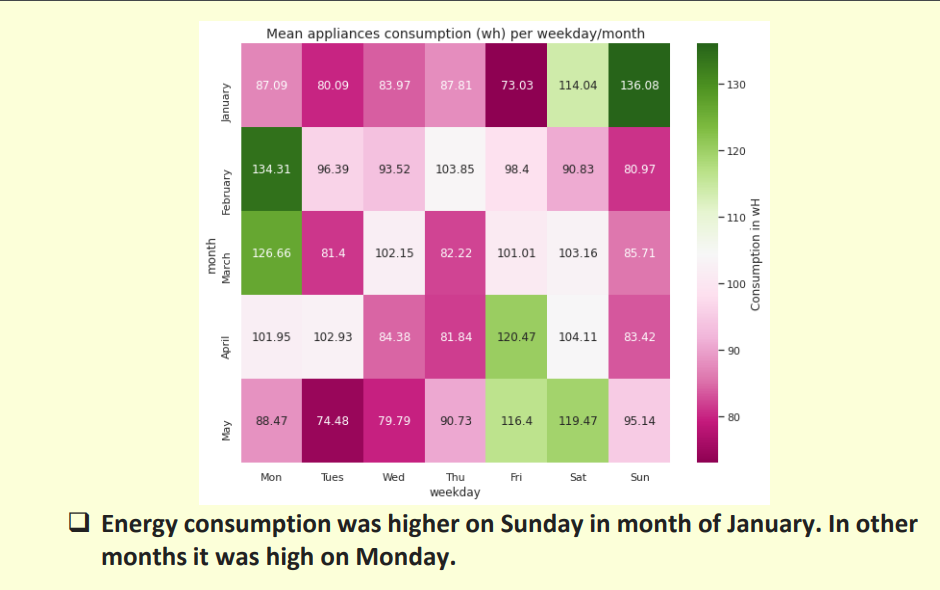 Mean appliances consumption (wh) per weekday/month
87.09 80.09 83.97 87.81 73.03 114.04 136.08
134.31 96.39 93.52 103.85 98.4 90.83 80.97
126.66 81.4 102.15 82.22 101.01 103.16 85.71
101.95 102.93 84.38 81.84 120.47 104.11 83.42
88.47 74.48 79.79 90.73 116.4 119.47 95.14
January
February
March
April
May
month
Mon Tues Wed Thu Fri Sat Sun
weekday
130
120
110
100
90
80
Consumption in wH
❑ Energy consumption was higher on Sunday in month of January. In other
months it was high on Monday.